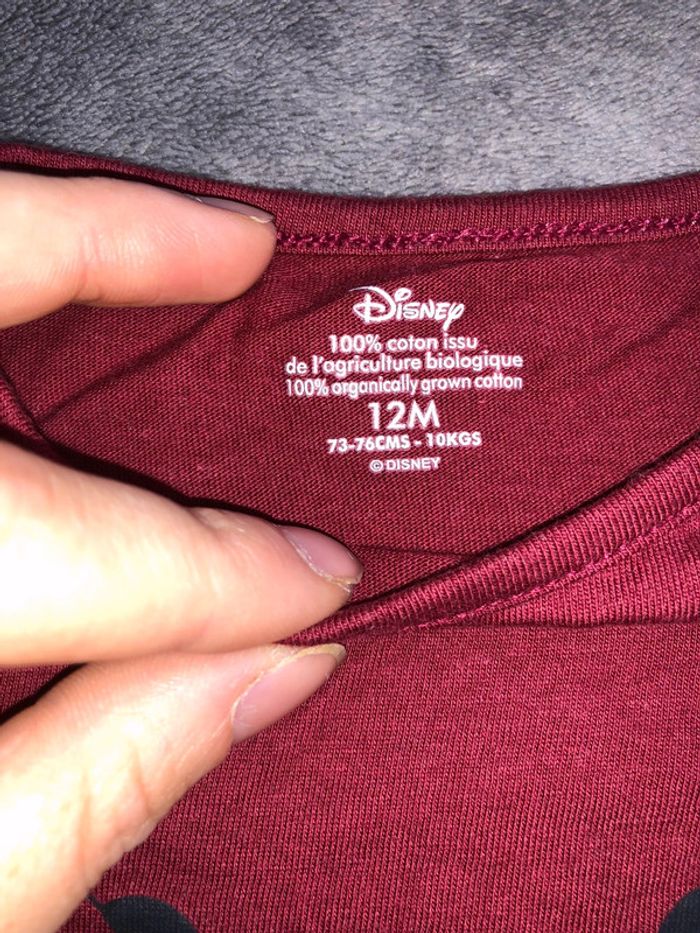 Disney
100% coton issu
de l'agriculture biologique
100% organically grown cotton
12M
73-76CMS - 10KGS
© DISNEY